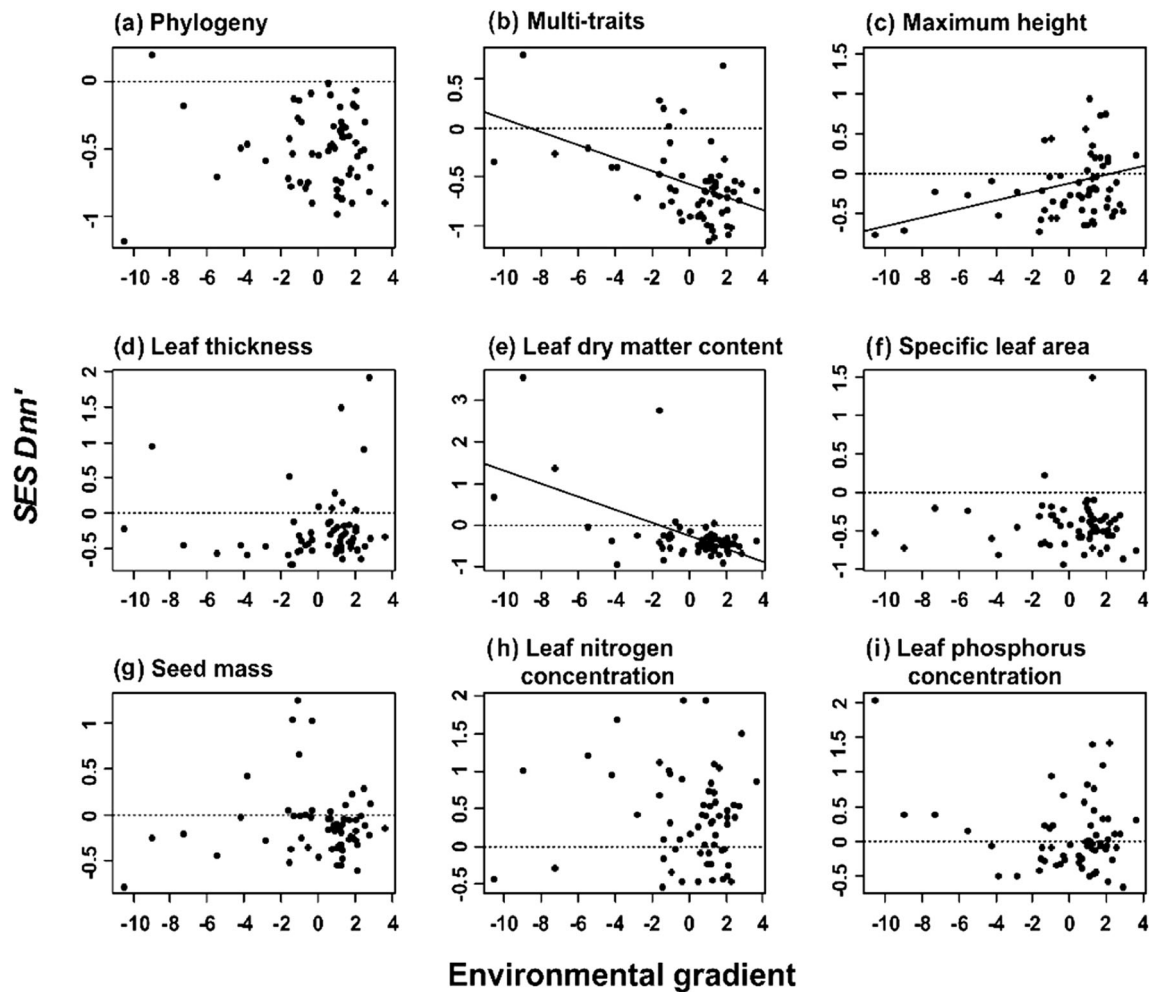 (a) Phylogeny
(b) Multi-traits
(c) Maximum height
0
-0.5
-1
0.5
0
-0.5
-1
1.5
1
0.5
0
-0.5
-10 -8 -6 -4 -2 0 2 4
-10 -8 -6 -4 -2 0 2 4
-10 -8 -6 -4 -2 0 2 4
(d) Leaf thickness
(e) Leaf dry matter content
(f) Specific leaf area
2
1.5
1
0.5
0
-0.5
3
2
1
0
-1
1.5
1
0.5
0
-0.5
-1
-10 -8 -6 -4 -2 0 2 4
-10 -8 -6 -4 -2 0 2 4
-10 -8 -6 -4 -2 0 2 4
SES Dnn'
(g) Seed mass
(h) Leaf nitrogen
concentration
(i) Leaf phosphorus
concentration
1
0.5
0
-0.5
2
1.5
1
0.5
0
-0.5
2
1.5
1
0.5
0
-0.5
-10 -8 -6 -4 -2 0 2 4
-10 -8 -6 -4 -2 0 2 4
-10 -8 -6 -4 -2 0 2 4
Environmental gradient